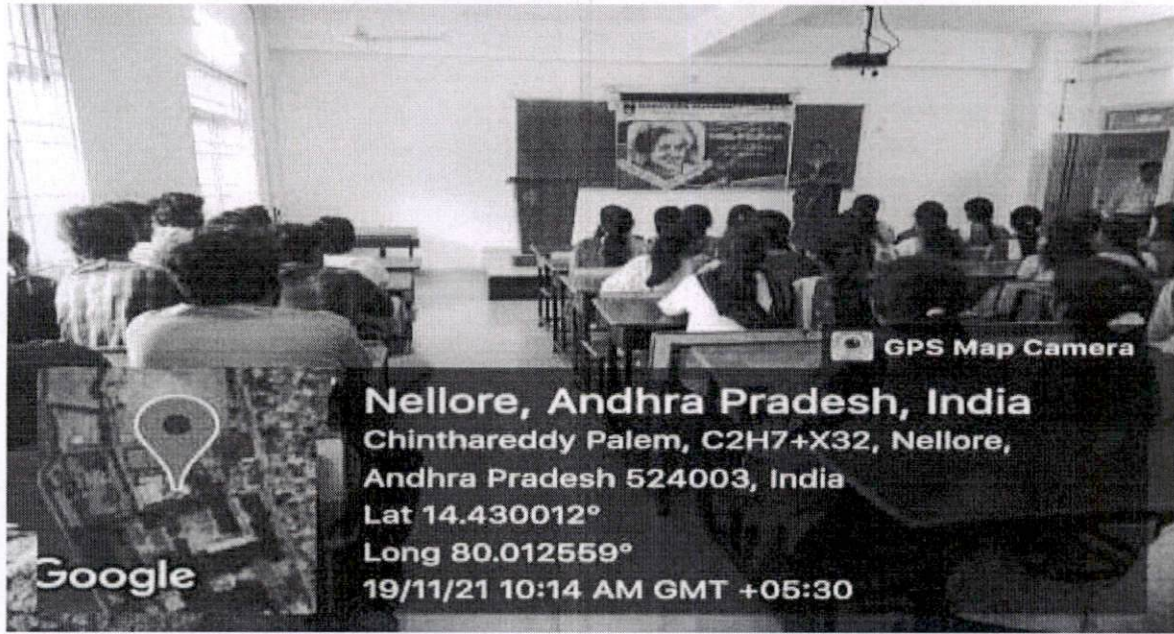 GPS Map Camera
Nellore, Andhra Pradesh, India
Chinthareddy Palem, C2H7+X32, Nellore,
Andhra Pradesh 524003, India
Lat 14.430012°
Long 80.012559°
19/11/21 10:14 AM GMT +05:30
Google